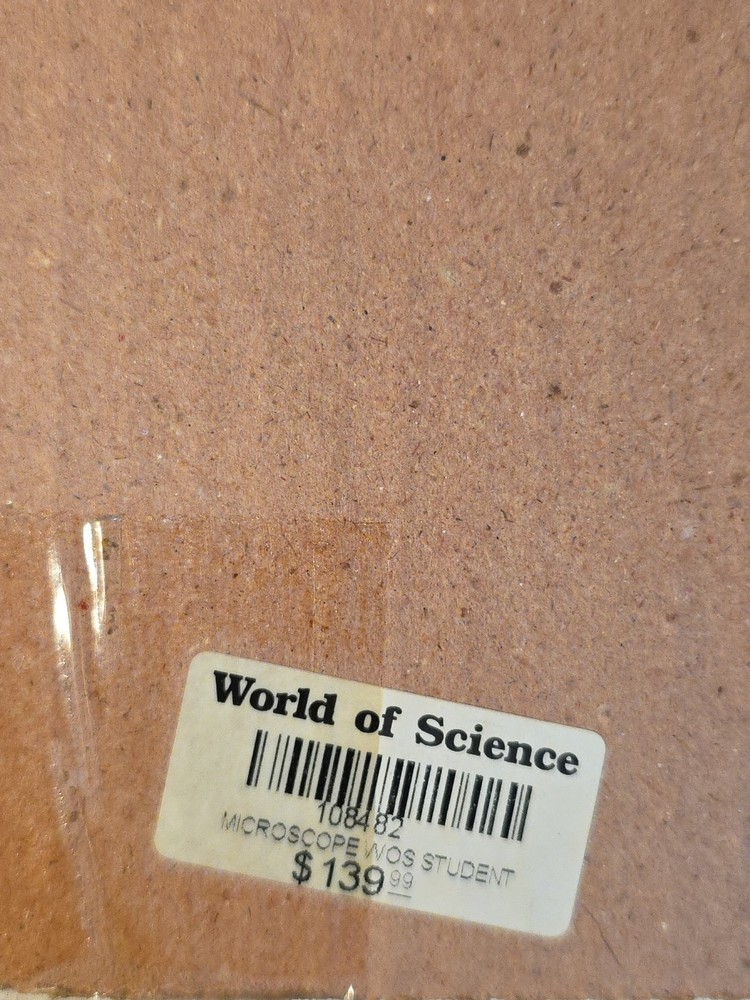 World of Science
108482
MICROSCOPE WOS STUDENT
$139.99